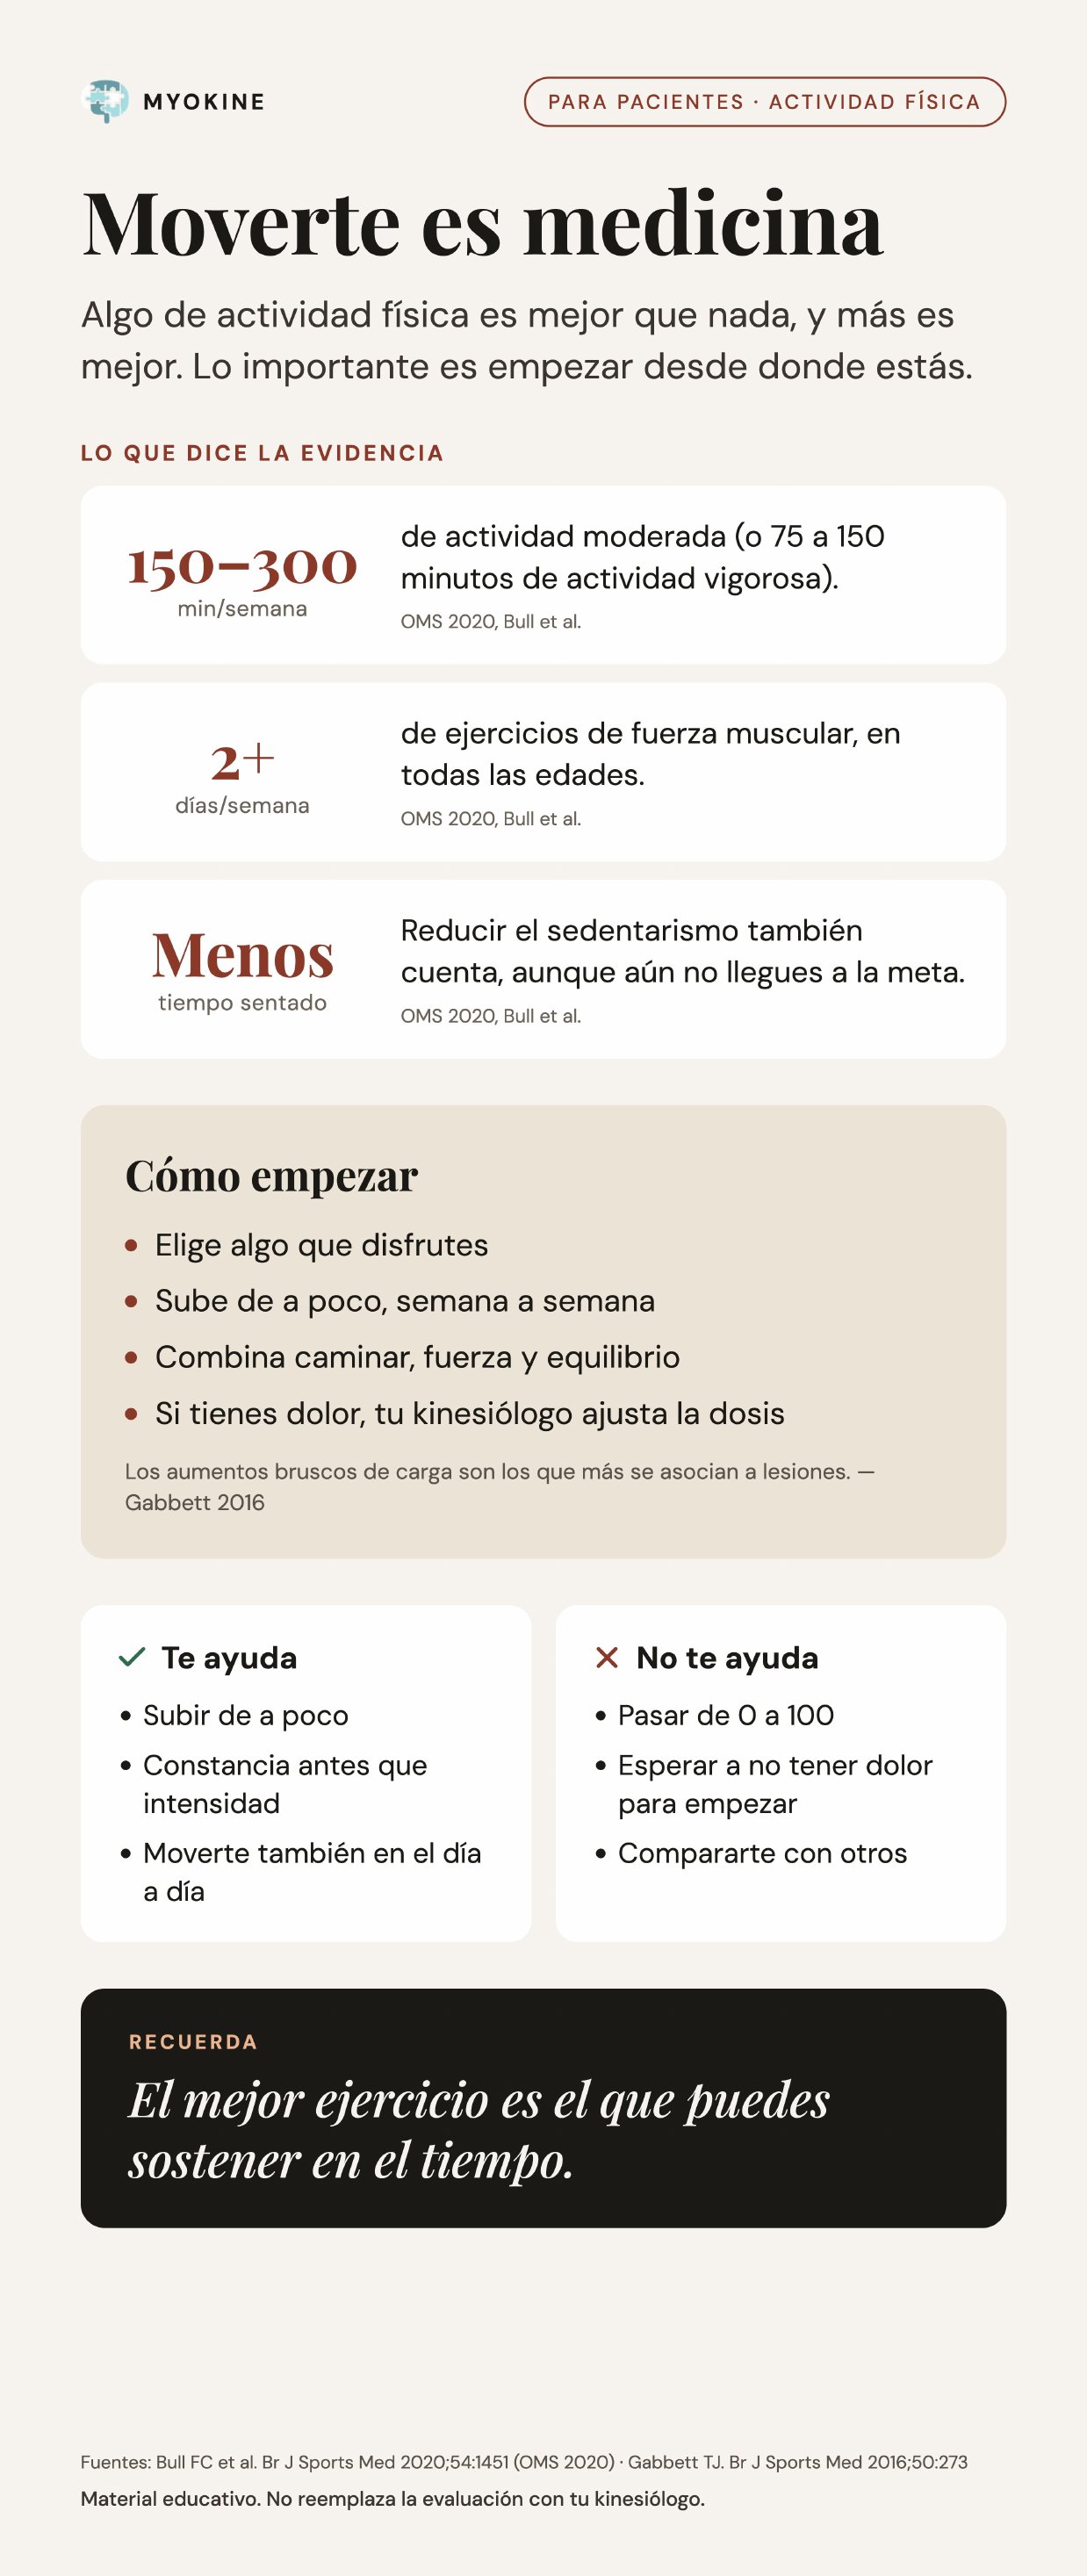 MYOKINE
PARA PACIENTES · ACTIVIDAD FÍSICA
Moverte es medicina
Algo de actividad física es mejor que nada, y más es
mejor. Lo importante es empezar desde donde estás.
LO QUE DICE LA EVIDENCIA
150–300
min/semana
de actividad moderada (o 75 a 150
minutos de actividad vigorosa).
OMS 2020, Bull et al.
2+
días/semana
de ejercicios de fuerza muscular, en
todas las edades.
OMS 2020, Bull et al.
Menos
tiempo sentado
Reducir el sedentarismo también
cuenta, aunque aún no llegues a la meta.
OMS 2020, Bull et al.
Cómo empezar
• Elige algo que disfrutes
• Sube de a poco, semana a semana
• Combina caminar, fuerza y equilibrio
• Si tienes dolor, tu kinesiólogo ajusta la dosis
Los aumentos bruscos de carga son los que más se asocian a lesiones. —
Gabbett 2016
✓ Te ayuda
• Subir de a poco
• Constancia antes que
intensidad
• Moverte también en el día
a día
✕ No te ayuda
• Pasar de 0 a 100
• Esperar a no tener dolor
para empezar
• Compararte con otros
RECUERDA
El mejor ejercicio es el que puedes
sostener en el tiempo.
Fuentes: Bull FC et al. Br J Sports Med 2020;54:1451 (OMS 2020) · Gabbett TJ. Br J Sports Med 2016;50:273
Material educativo. No reemplaza la evaluación con tu kinesiólogo.